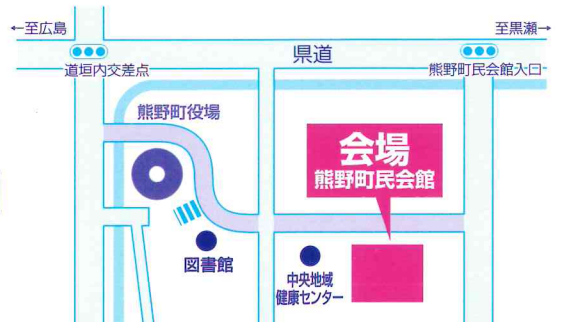 ←至広島
至黒瀬→
県道
道垣内交差点
熊野町民会館入口
熊野町役場
会場
熊野町民会館
図書館
中央地域
健康センター